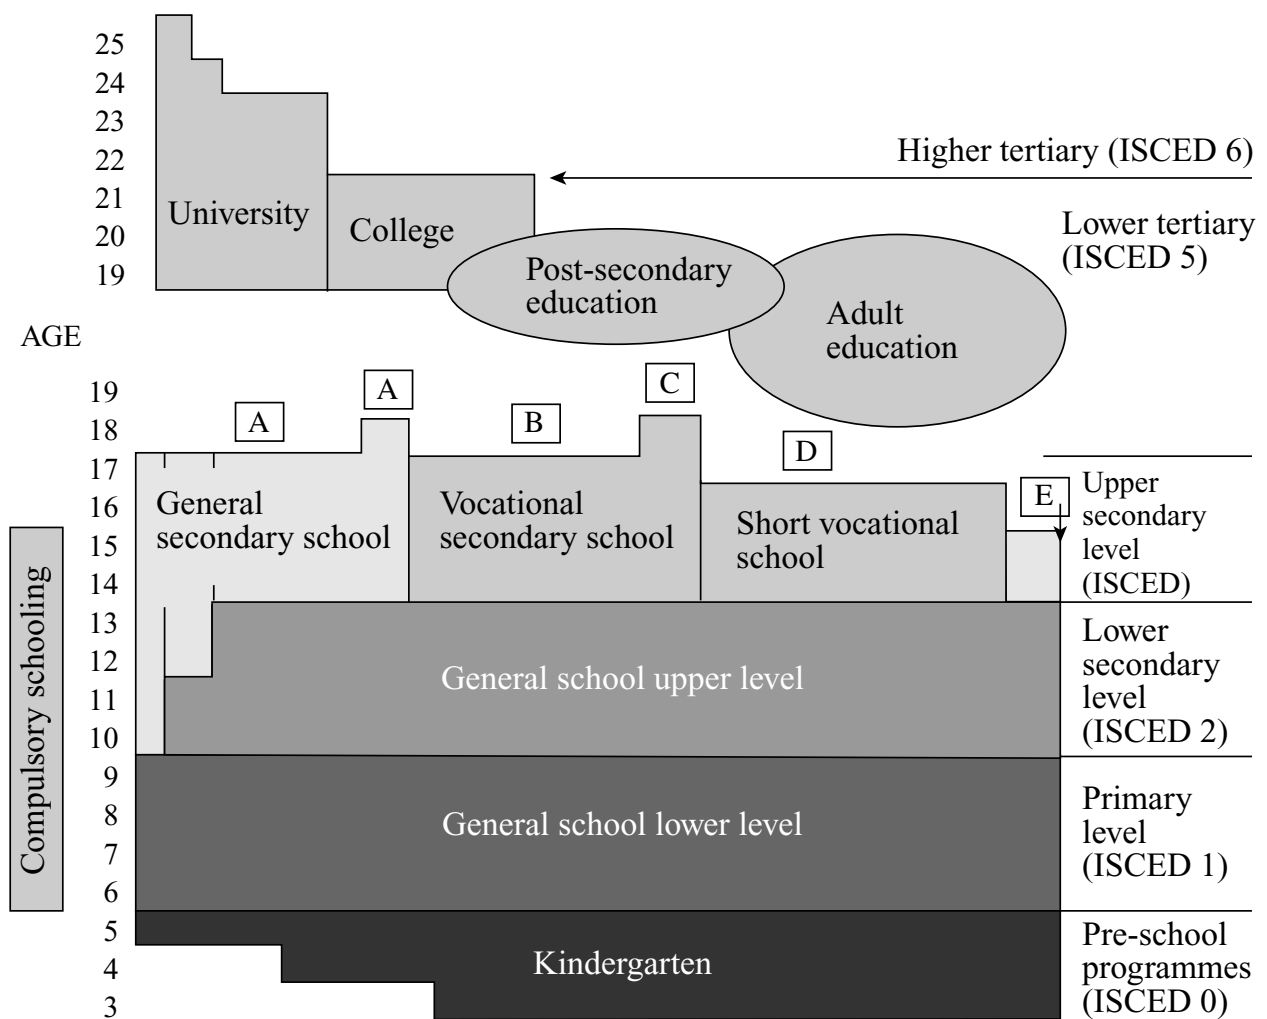 25
24
23
22
21
20
19
University
College
Higher tertiary (ISCED 6)
Lower tertiary
(ISCED 5)
Post-secondary
education
Adult
education
AGE
19
18
17
16
15
14
13
12
11
10
9
8
7
6
5
4
3
Compulsory schooling
A
A
B
C
D
E
General
secondary school
Vocational
secondary school
Short vocational
school
Upper
secondary
level
(ISCED)
General school upper level
Lower
secondary
level
(ISCED 2)
General school lower level
Primary
level
(ISCED 1)
Kindergarten
Pre-school
programmes
(ISCED 0)